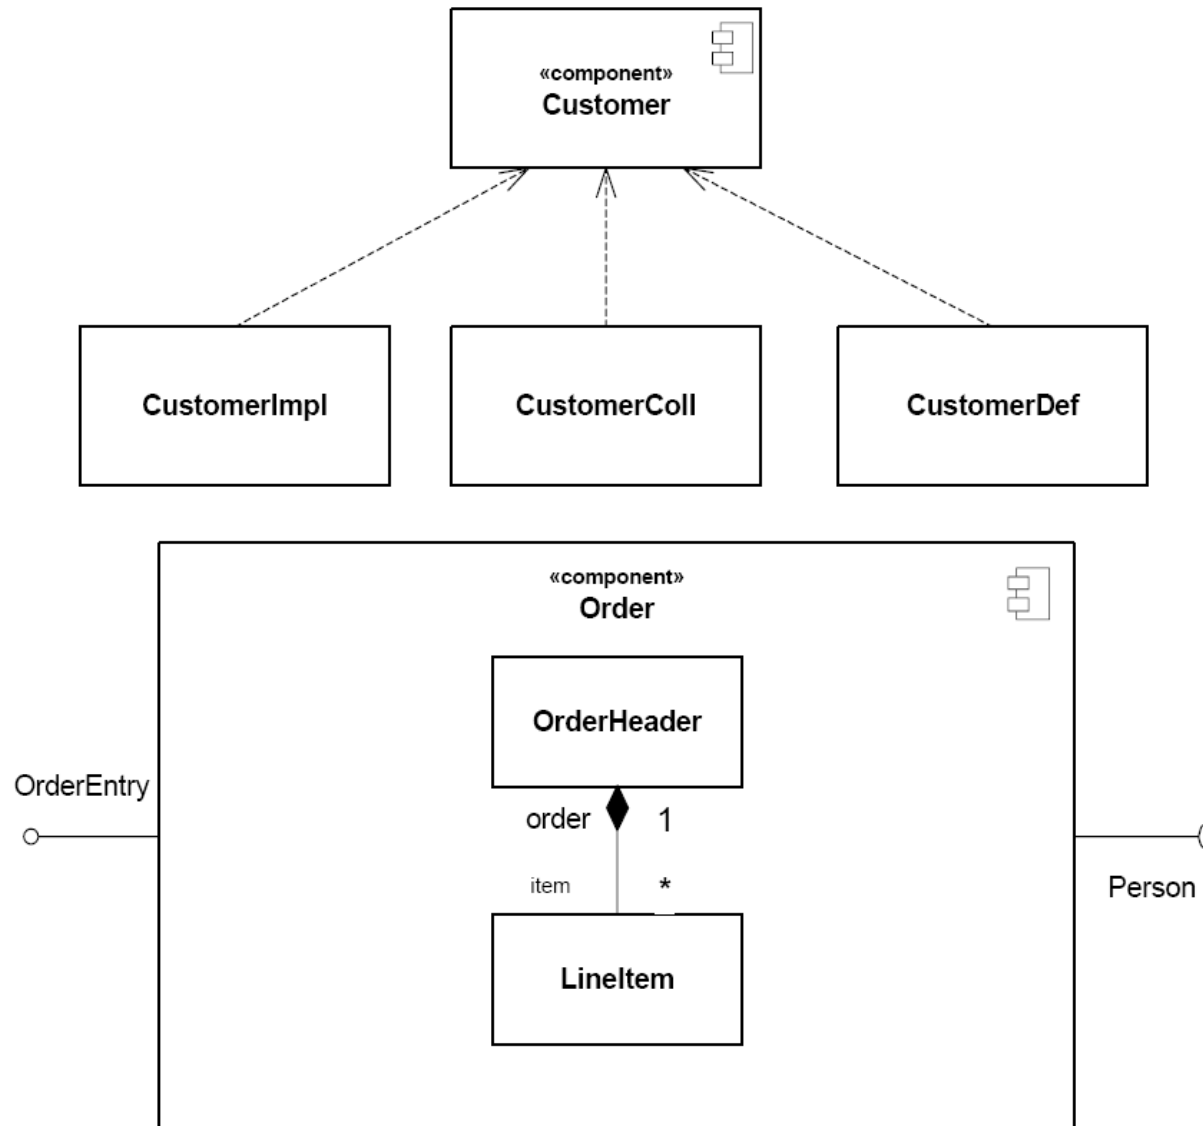 «component»
Customer
CustomerImpl
CustomerColl
CustomerDef
«component»
Order
OrderHeader
OrderEntry
order
1
item
*
Person
LineItem